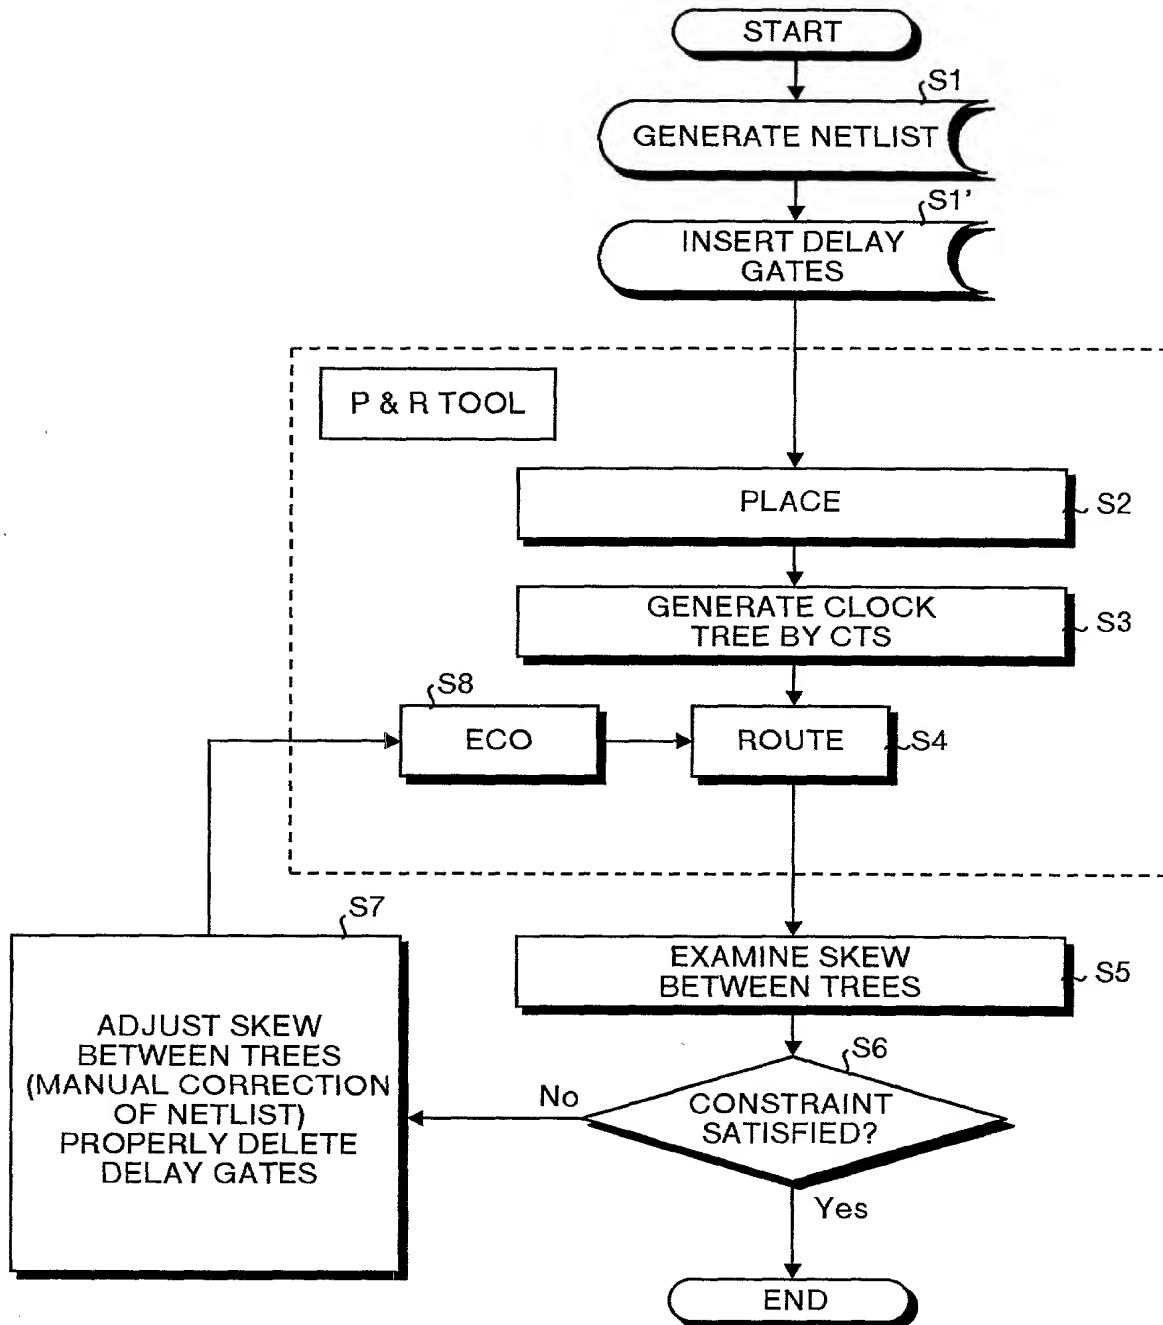 START
S1
GENERATE NETLIST
S1'
INSERT DELAY
GATES
P & R TOOL
PLACE
S2
GENERATE CLOCK
TREE BY CTS
S3
S8
ECO
ROUTE
S4
S7
ADJUST SKEW
BETWEEN TREES
(MANUAL CORRECTION
OF NETLIST)
PROPERLY DELETE
DELAY GATES
EXAMINE SKEW
BETWEEN TREES
S5
S6
No
CONSTRAINT
SATISFIED?
Yes
END